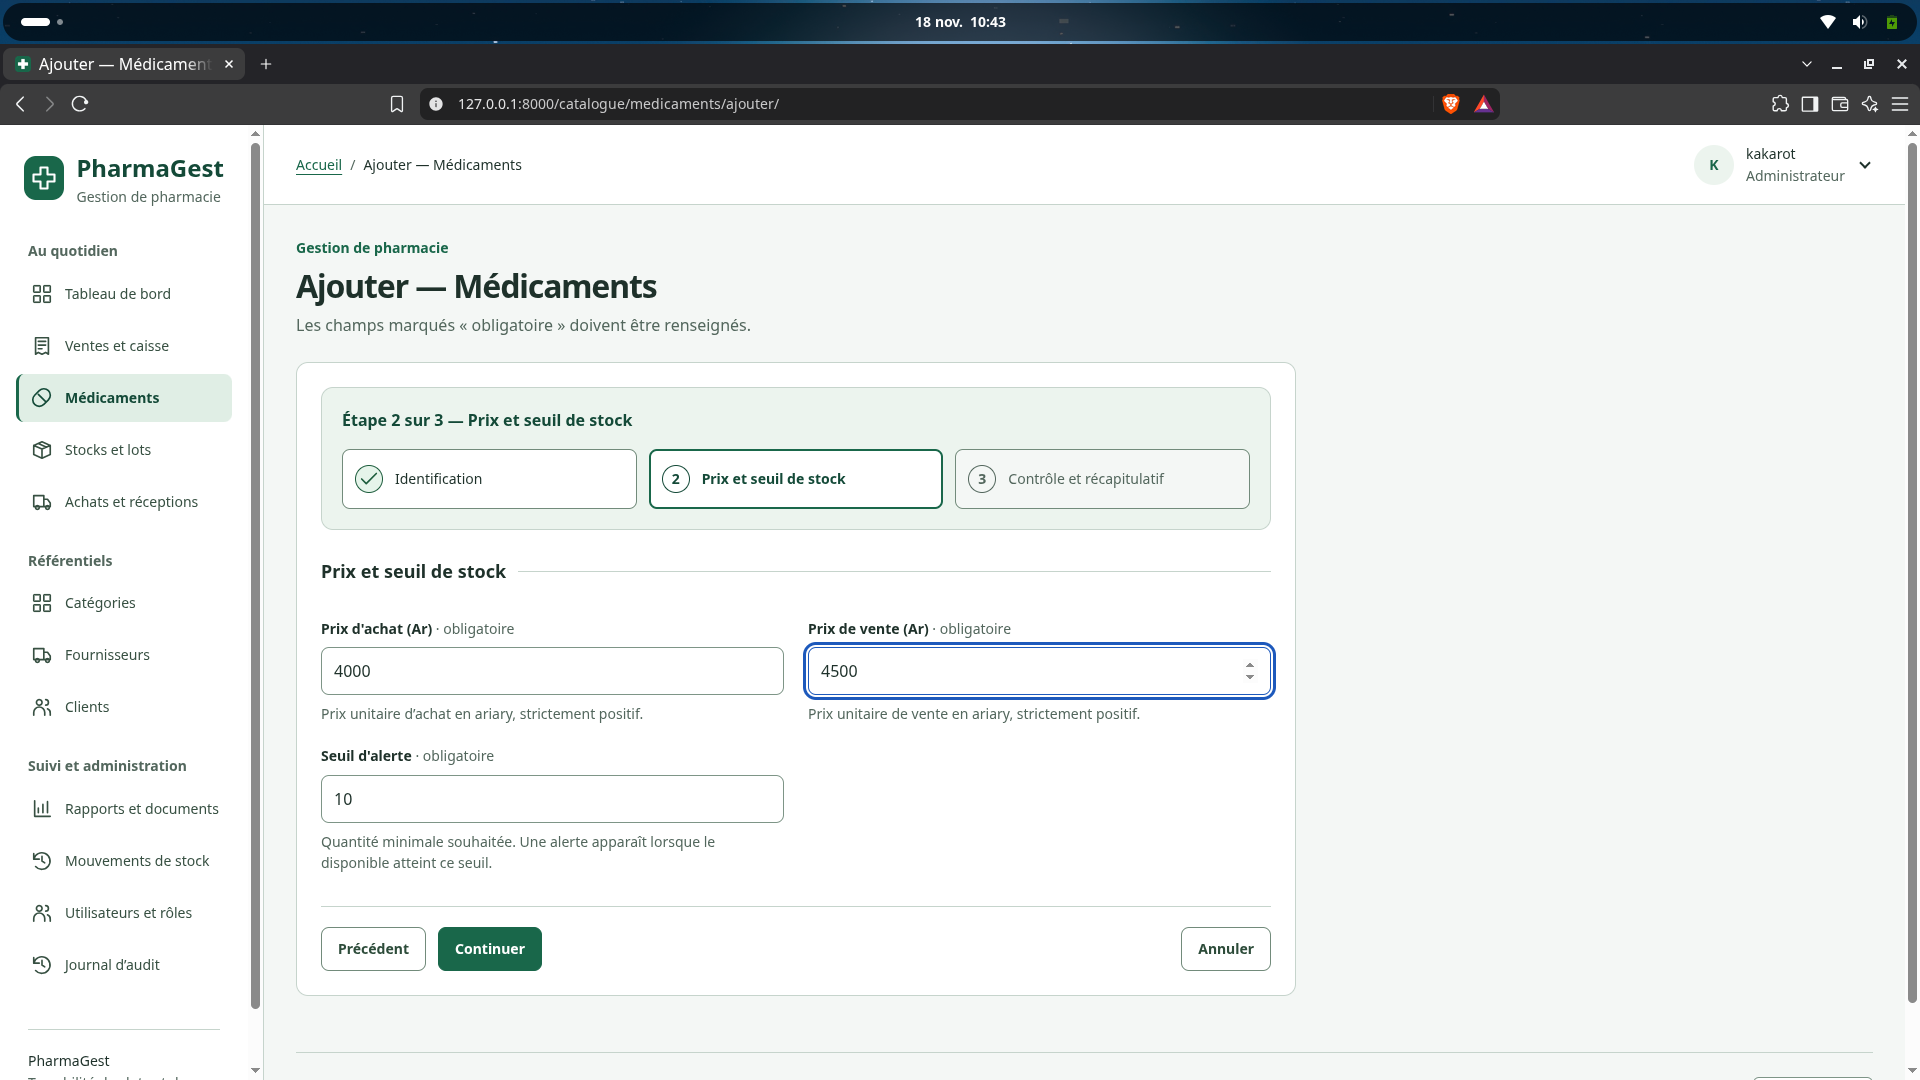 18 nov. 10:43
Ajouter — Médicament
127.0.0.1:8000/catalogue/medicaments/ajouter/
PharmaGest
Gestion de pharmacie
Au quotidien
Tableau de bord
Ventes et caisse
Médicaments
Stocks et lots
Achats et réceptions
Référentiels
Catégories
Fournisseurs
Clients
Suivi et administration
Rapports et documents
Mouvements de stock
Utilisateurs et rôles
Journal d’audit
PharmaGest
Accueil / Ajouter — Médicaments
K
kakarot
Administrateur
Gestion de pharmacie
Ajouter — Médicaments
Les champs marqués « obligatoire » doivent être renseignés.
Étape 2 sur 3 — Prix et seuil de stock
Identification
2 Prix et seuil de stock
3 Contrôle et récapitulatif
Prix et seuil de stock
Prix d'achat (Ar) · obligatoire
4000
Prix unitaire d’achat en ariary, strictement positif.
Prix de vente (Ar) · obligatoire
4500
Prix unitaire de vente en ariary, strictement positif.
Seuil d'alerte · obligatoire
10
Quantité minimale souhaitée. Une alerte apparaît lorsque le
disponible atteint ce seuil.
Précédent
Continuer
Annuler